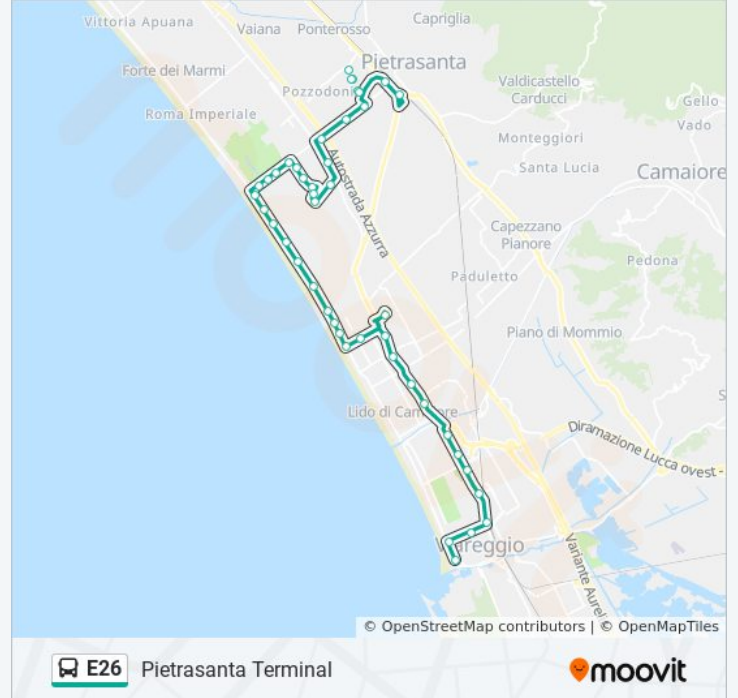 Vittoria Apuana
Capriglia
Vaiana
Ponterosso
Pietrasanta
Forte dei Marmi
Valdicastello
Carducci
Pozzodoni
Gello
Roma Imperiale
Vado
Monteggiori
Autostrada Azzurra
Santa Lucia
Camaiore
Capezzano
Pianore
Pedona
Paduletto
Piano di Mommio
Lido di Camaiore
Diramazione Lucca ovest -
Viareggio
Variante Aureli
© OpenStreetMap contributors | © OpenMapTiles
E26 Pietrasanta Terminal
moovit